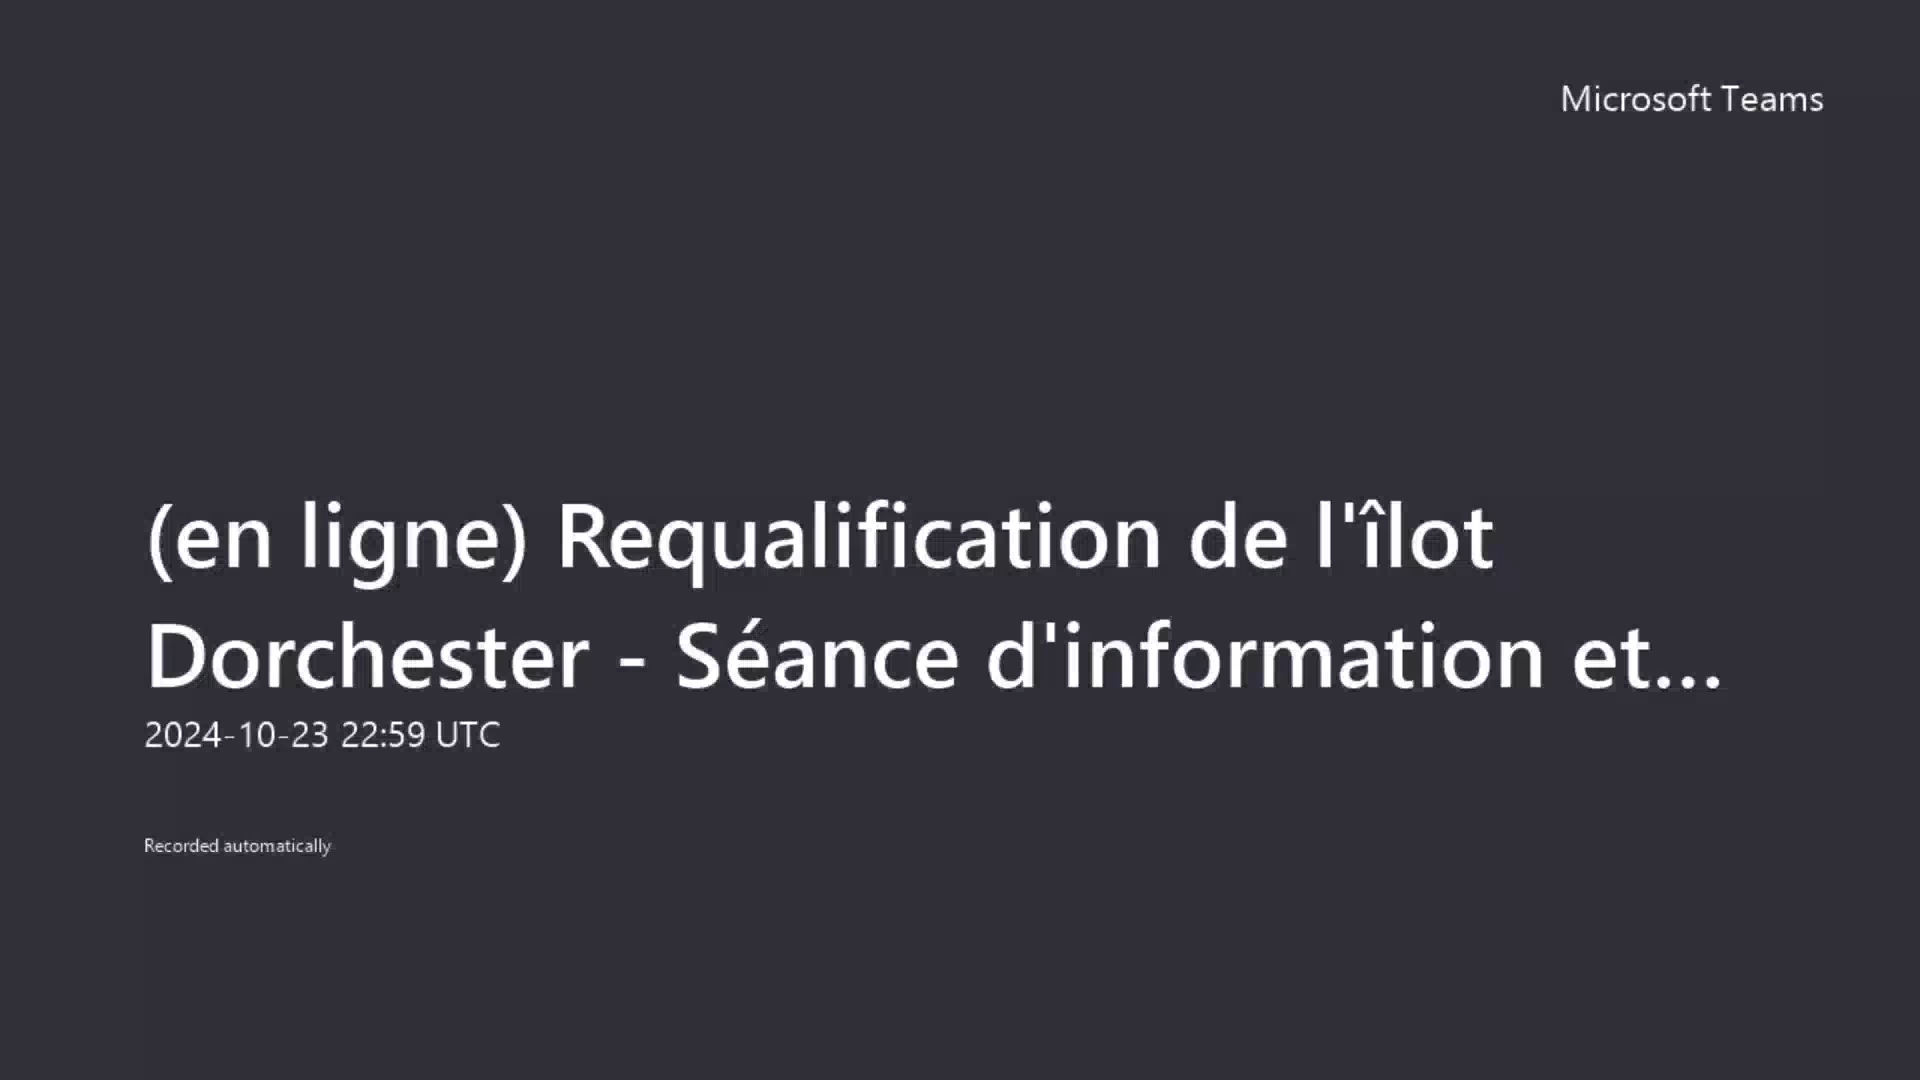 Microsoft Teams
(en ligne) Requalification de l'îlot
Dorchester - Séance d'information et...
2024-10-23 22:59 UTC
Recorded automatically